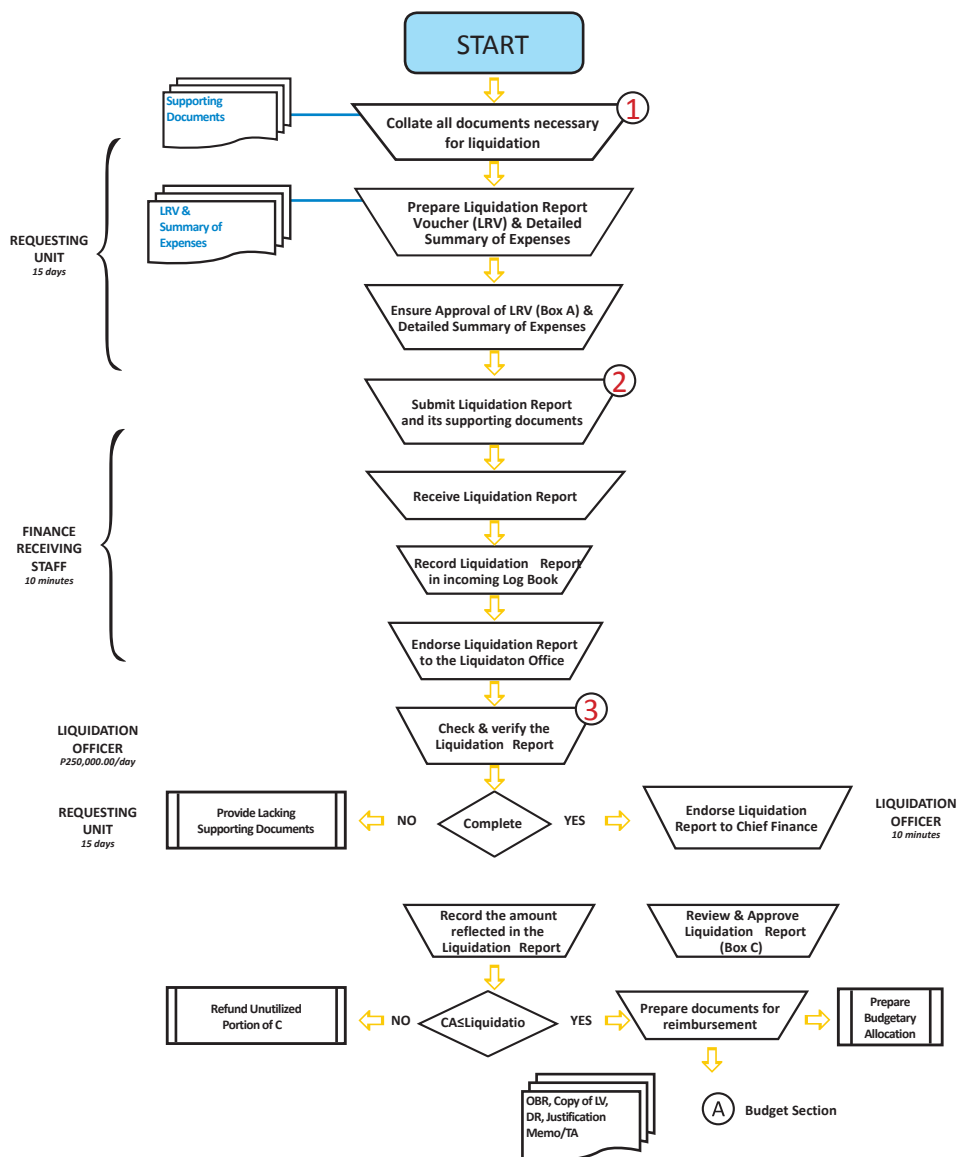 START
Supporting
Documents
1
Collate all documents necessary
for liquidation
LRV &
Summary of
Expenses
Prepare Liquidation Report
Voucher (LRV) & Detailed
Summary of Expenses
REQUESTING
UNIT
15 days
Ensure Approval of LRV (Box A) &
Detailed Summary of Expenses
2
Submit Liquidation Report
and its supporting documents
Receive Liquidation Report
FINANCE
RECEIVING
STAFF
10 minutes
Record Liquidation Report
in incoming Log Book
Endorse Liquidation Report
to the Liquidaton Office
3
Check & verify the
Liquidation Report
LIQUIDATION
OFFICER
P250,000.00/day
REQUESTING
UNIT
15 days
Provide Lacking
Supporting Documents
NO
Complete
YES
Endorse Liquidation
Report to Chief Finance
LIQUIDATION
OFFICER
10 minutes
Record the amount
reflected in the
Liquidation Report
Review & Approve
Liquidation Report
(Box C)
Refund Unutilized
Portion of C
NO
CA≤Liquidatio
YES
Prepare documents for
reimbursement
Prepare
Budgetary
Allocation
OBR, Copy of LV,
DR, Justification
Memo/TA
A
Budget Section